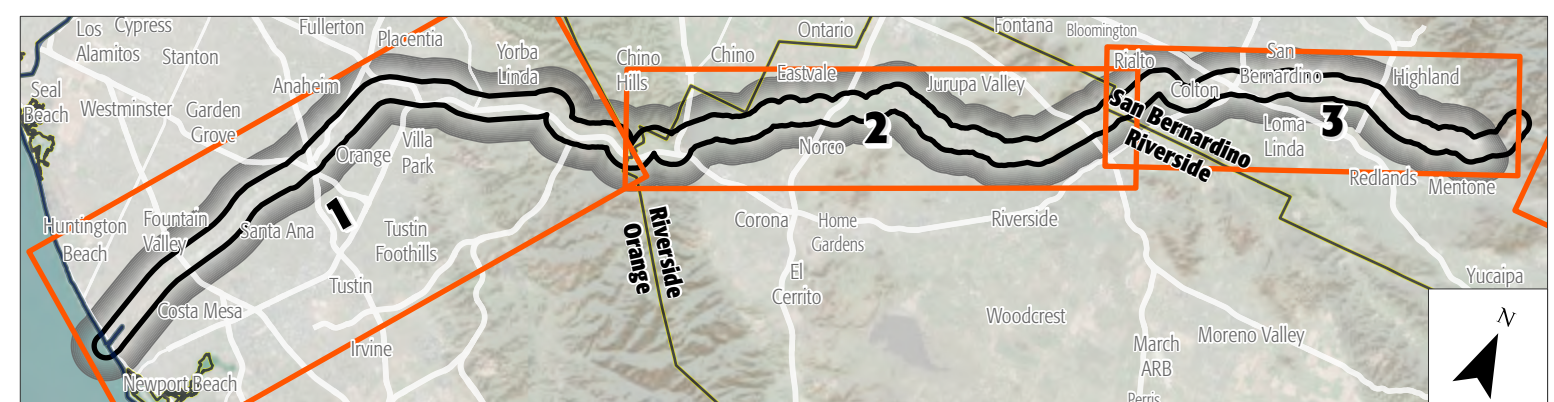 Los
Alamitos
Cypress
Stanton
Fullerton
Placentia
Yorba
Linda
Chino
Hills
Chino
Ontario
Eastvale
Fontana
Bloomington
Rialto
San
Bernardino
Highland
Colton
Jurupa Valley
Seal
Beach
Westminster
Garden
Grove
Anaheim
Villa
Park
Orange
Norco
2
Loma
Linda
3
San Bernardino
Riverside
Redlands
Mentone
Huntington
Beach
Fountain
Valley
Santa Ana
1
Tustin
Foothills
Riverside
Orange
Corona
Home
Gardens
Riverside
El
Cerrito
Tustin
Costa Mesa
Irvine
Newport Beach
Woodcrest
March
ARB
Moreno Valley
Perris
Yucaipa
N